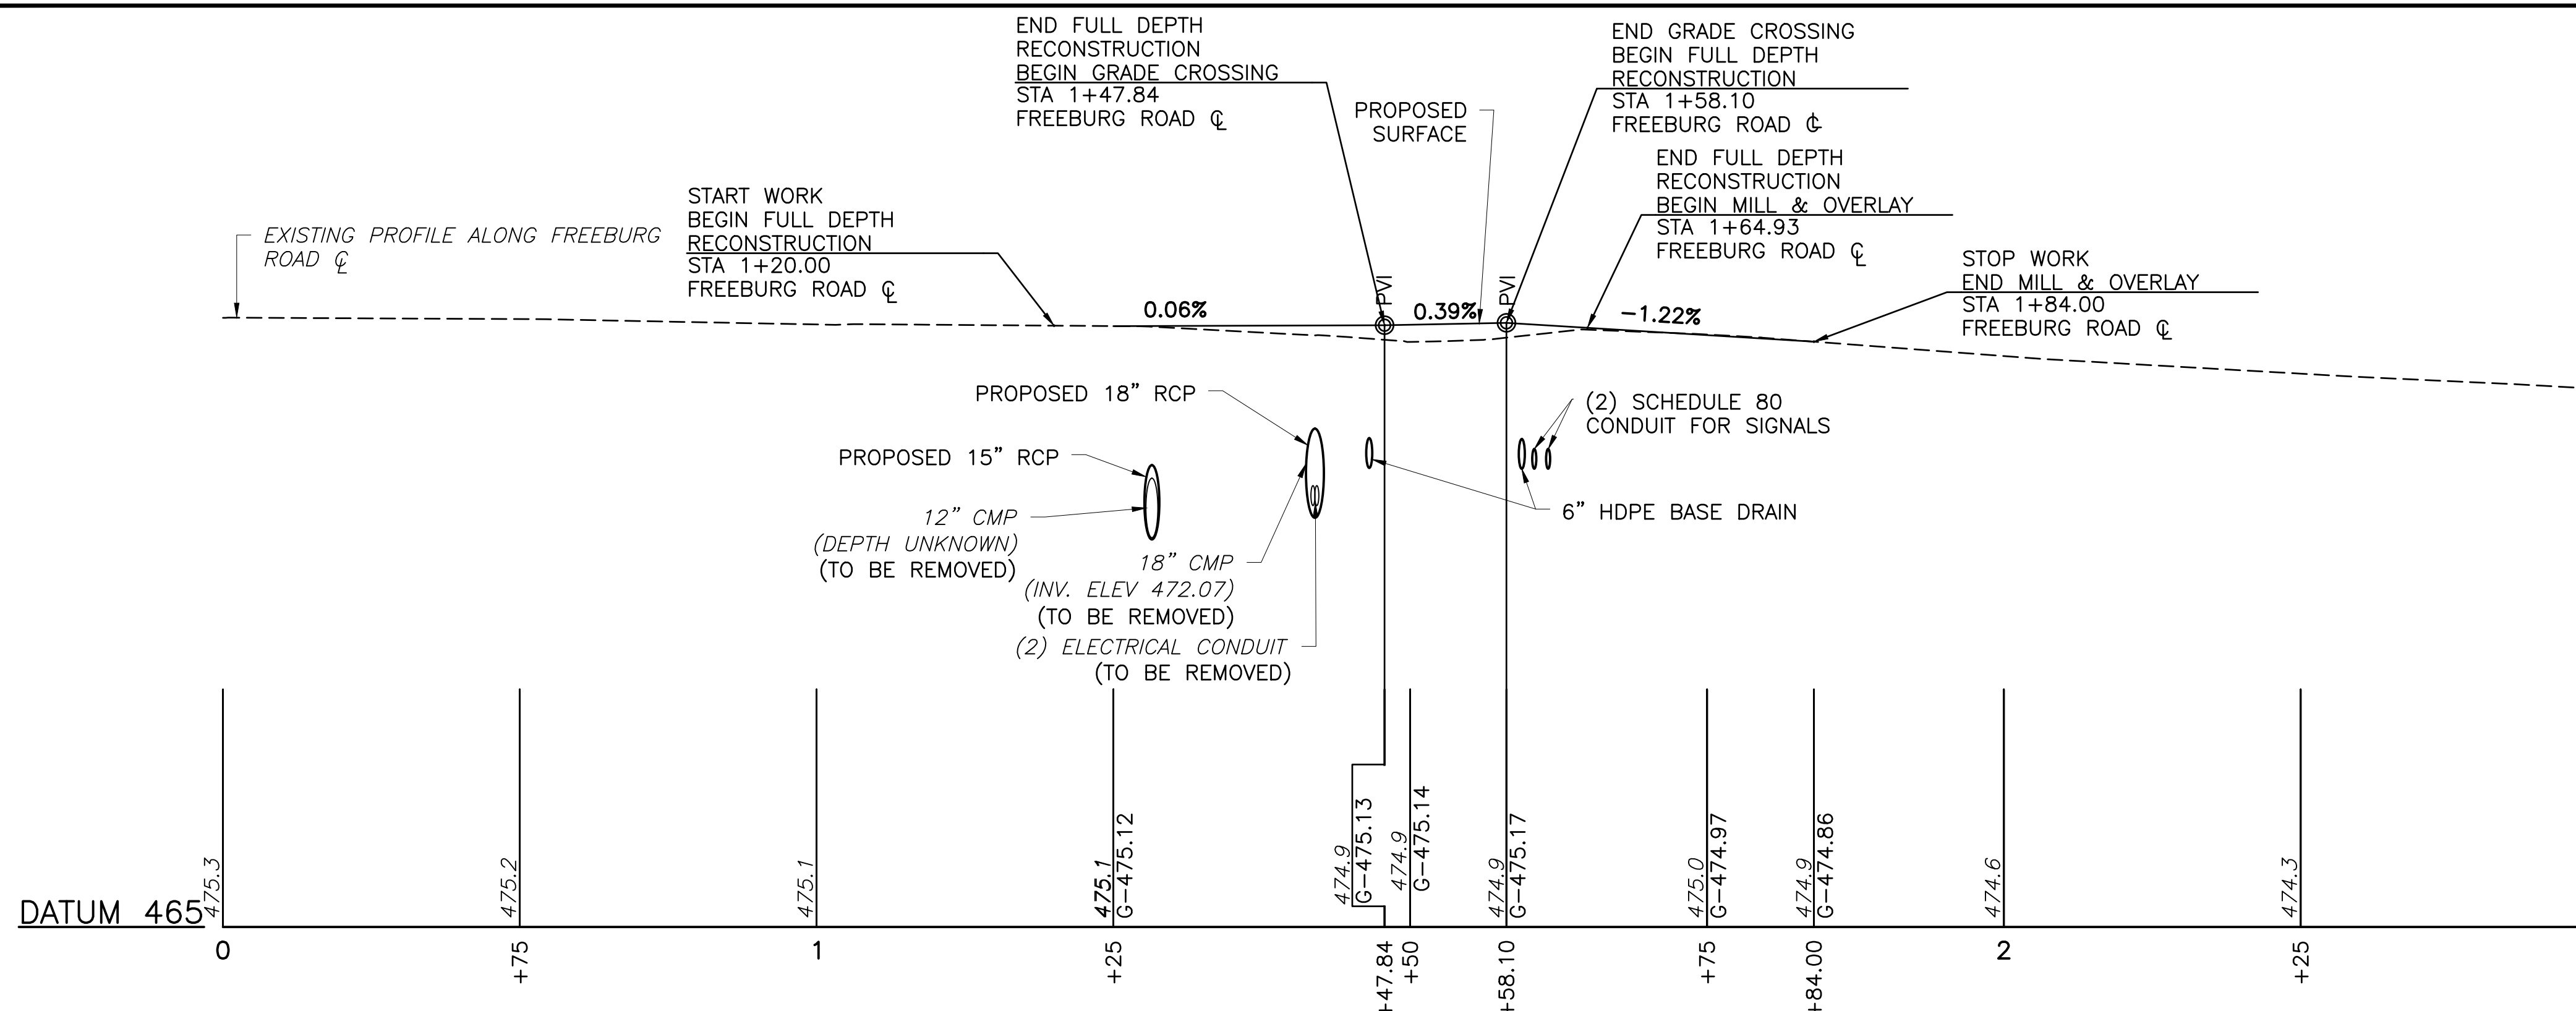 END FULL DEPTH
RECONSTRUCTION
BEGIN GRADE CROSSING
STA 1+47.84
FREEBURG ROAD ℄
END GRADE CROSSING
BEGIN FULL DEPTH
RECONSTRUCTION
STA 1+58.10
FREEBURG ROAD ℄
PROPOSED
SURFACE
END FULL DEPTH
RECONSTRUCTION
BEGIN MILL & OVERLAY
STA 1+64.93
FREEBURG ROAD ℄
START WORK
BEGIN FULL DEPTH
RECONSTRUCTION
STA 1+20.00
FREEBURG ROAD ℄
EXISTING PROFILE ALONG FREEBURG
ROAD ℄
STOP WORK
END MILL & OVERLAY
STA 1+84.00
FREEBURG ROAD ℄
PVI
PVI
0.06%
0.39%
-1.22%
PROPOSED 18" RCP
(2) SCHEDULE 80
CONDUIT FOR SIGNALS
PROPOSED 15" RCP
12" CMP
(DEPTH UNKNOWN)
(TO BE REMOVED)
6" HDPE BASE DRAIN
18" CMP
(INV. ELEV 472.07)
(TO BE REMOVED)
(2) ELECTRICAL CONDUIT
(TO BE REMOVED)
475.3
475.2
475.1
475.1
G-475.12
474.9
G-475.13
474.9
G-475.14
474.9
G-475.17
475.0
G-474.97
474.9
G-474.86
474.6
474.3
DATUM 465
0
+75
1
+25
+47.84
+50
+58.10
+75
+84.00
2
+25